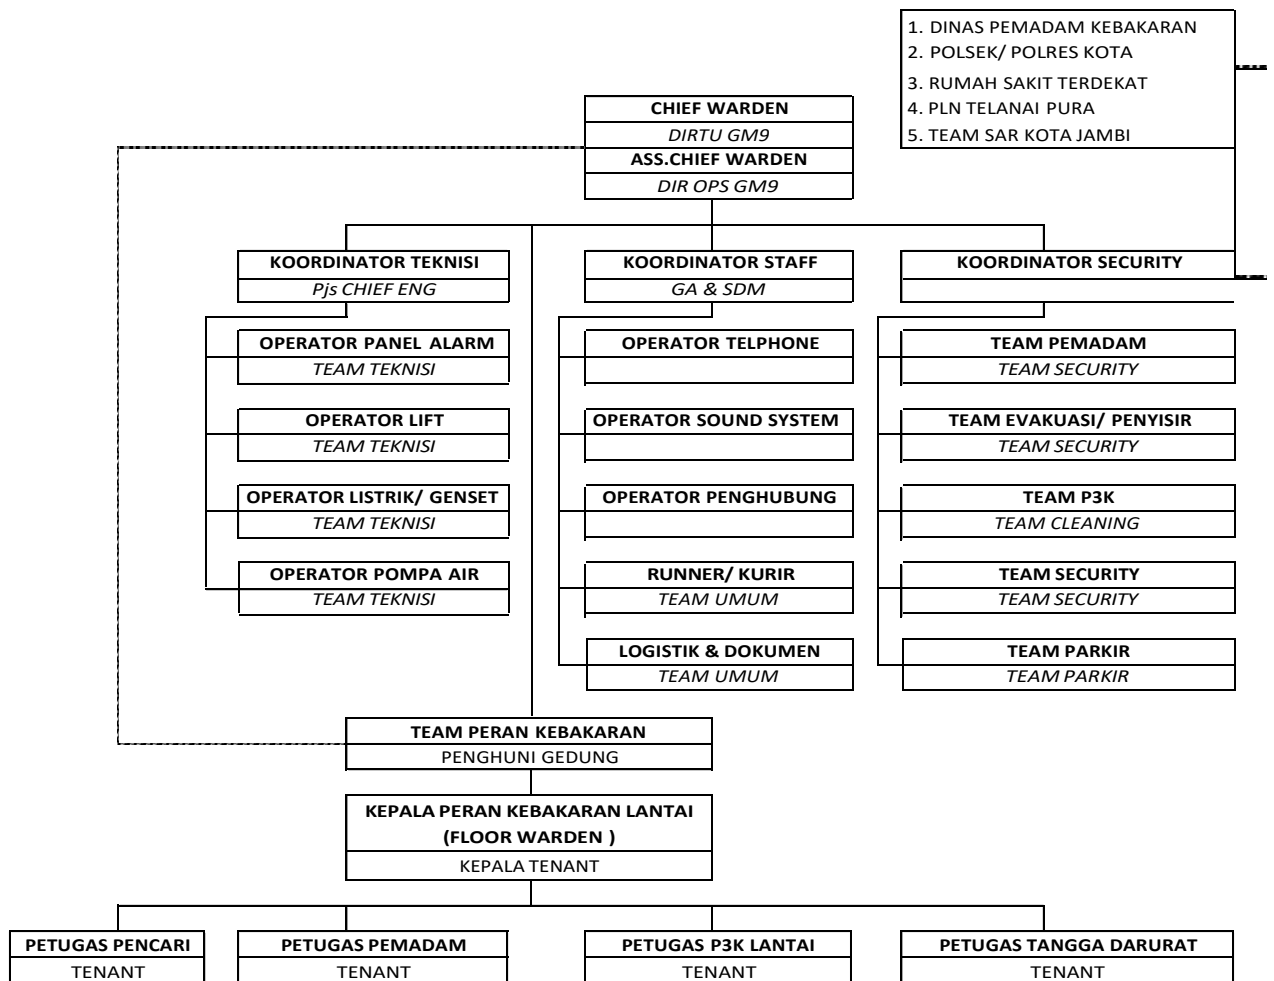 1. DINAS PEMADAM KEBAKARAN
2. POLSEK/ POLRES KOTA
3. RUMAH SAKIT TERDEKAT
4. PLN TELANAI PURA
5. TEAM SAR KOTA JAMBI
CHIEF WARDEN
DIRTU GM9
ASS.CHIEF WARDEN
DIR OPS GM9
KOORDINATOR TEKNISI
Pjs CHIEF ENG
KOORDINATOR STAFF
GA & SDM
KOORDINATOR SECURITY
OPERATOR PANEL ALARM
TEAM TEKNISI
OPERATOR LIFT
TEAM TEKNISI
OPERATOR LISTRIK/ GENSET
TEAM TEKNISI
OPERATOR POMPA AIR
TEAM TEKNISI
OPERATOR TELPHONE
OPERATOR SOUND SYSTEM
OPERATOR PENGHUBUNG
RUNNER/ KURIR
TEAM UMUM
LOGISTIK & DOKUMEN
TEAM UMUM
TEAM PEMADAM
TEAM SECURITY
TEAM EVAKUASI/ PENYISIR
TEAM SECURITY
TEAM P3K
TEAM CLEANING
TEAM SECURITY
TEAM SECURITY
TEAM PARKIR
TEAM PARKIR
TEAM PERAN KEBAKARAN
PENGHUNI GEDUNG
KEPALA PERAN KEBAKARAN LANTAI
(FLOOR WARDEN )
KEPALA TENANT
PETUGAS PENCARI
TENANT
PETUGAS PEMADAM
TENANT
PETUGAS P3K LANTAI
TENANT
PETUGAS TANGGA DARURAT
TENANT